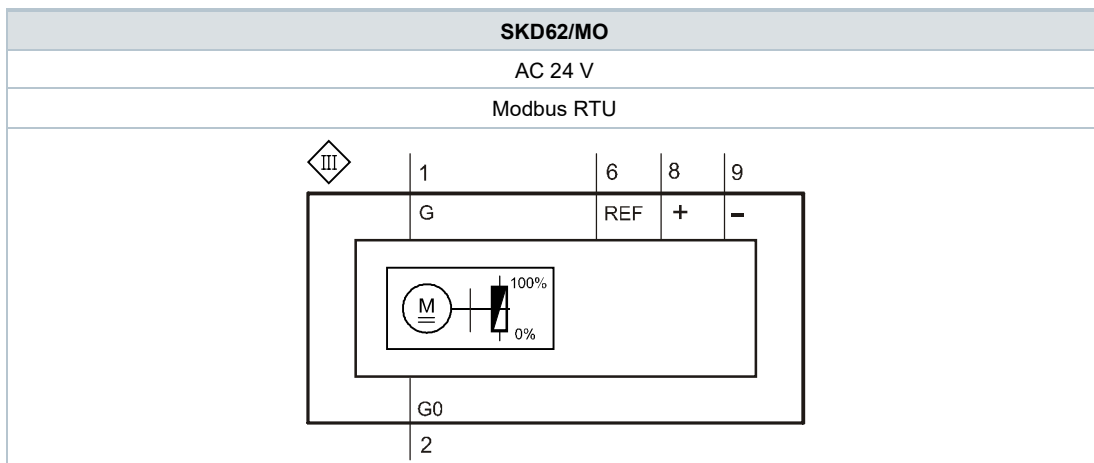 SKD62/MO
AC 24 V
Modbus RTU
III
1 6 8 9
G REF + –
100%
M
0%
G0
2